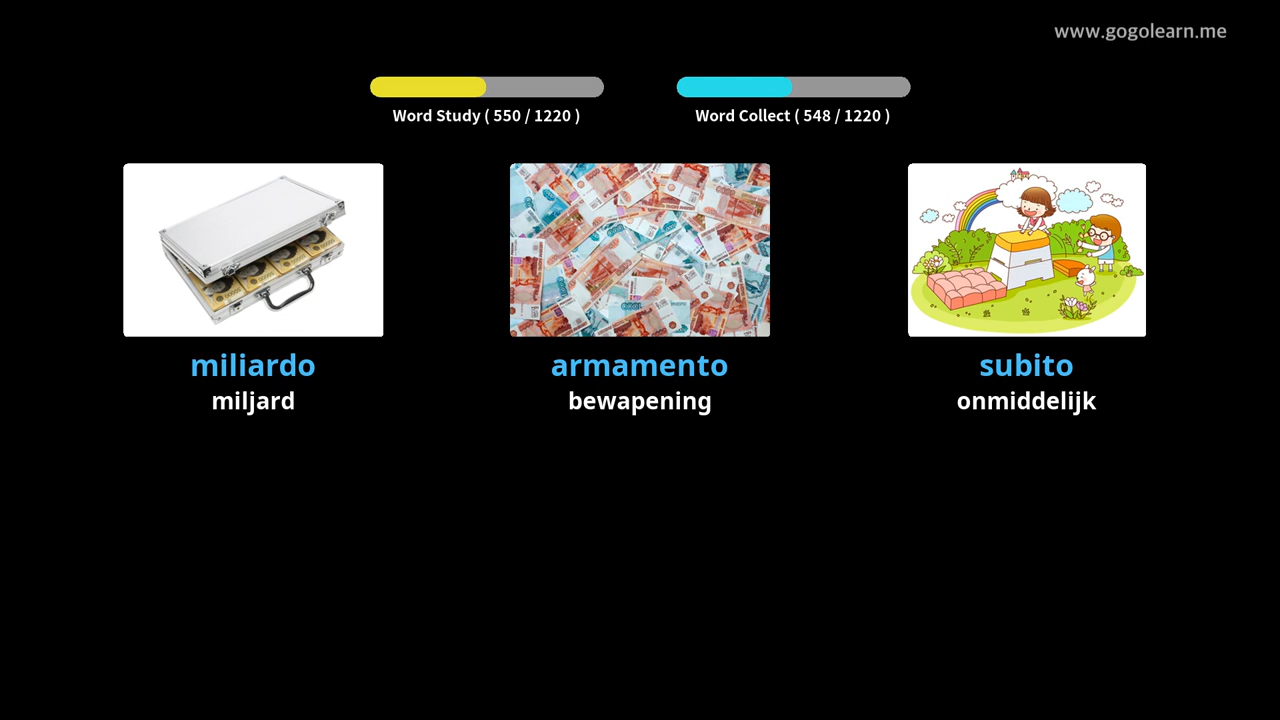 www.gogolearn.me
Word Study ( 550 / 1220 )
Word Collect ( 548 / 1220 )
miliardo
miljard
armamento
bewapening
subito
onmiddelijk